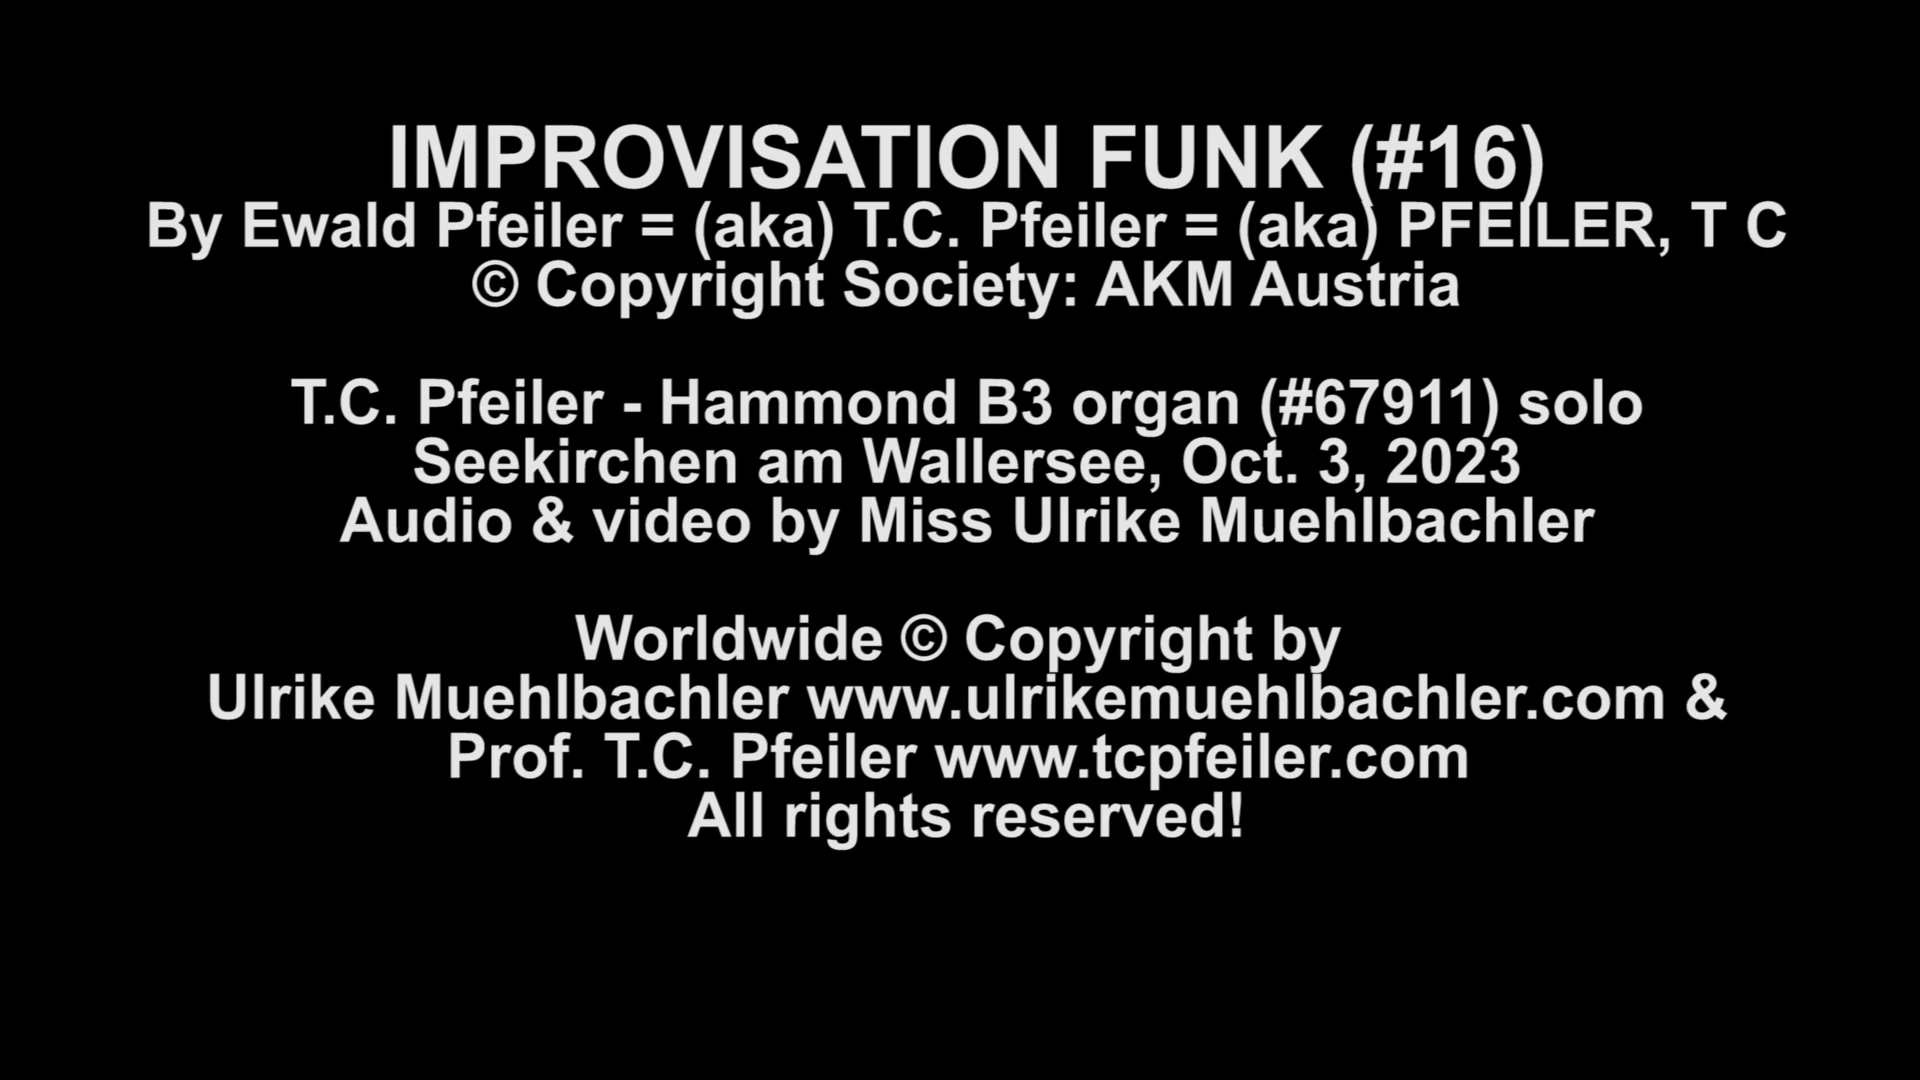 IMPROVISATION FUNK (#16)
By Ewald Pfeiler = (aka) T.C. Pfeiler = (aka) PFEILER, T C
© Copyright Society: AKM Austria
T.C. Pfeiler - Hammond B3 organ (#67911) solo
Seekirchen am Wallersee, Oct. 3, 2023
Audio & video by Miss Ulrike Muehlbachler
Worldwide © Copyright by
Ulrike Muehlbachler www.ulrikemuehlbachler.com &
Prof. T.C. Pfeiler www.tcpfeiler.com
All rights reserved!